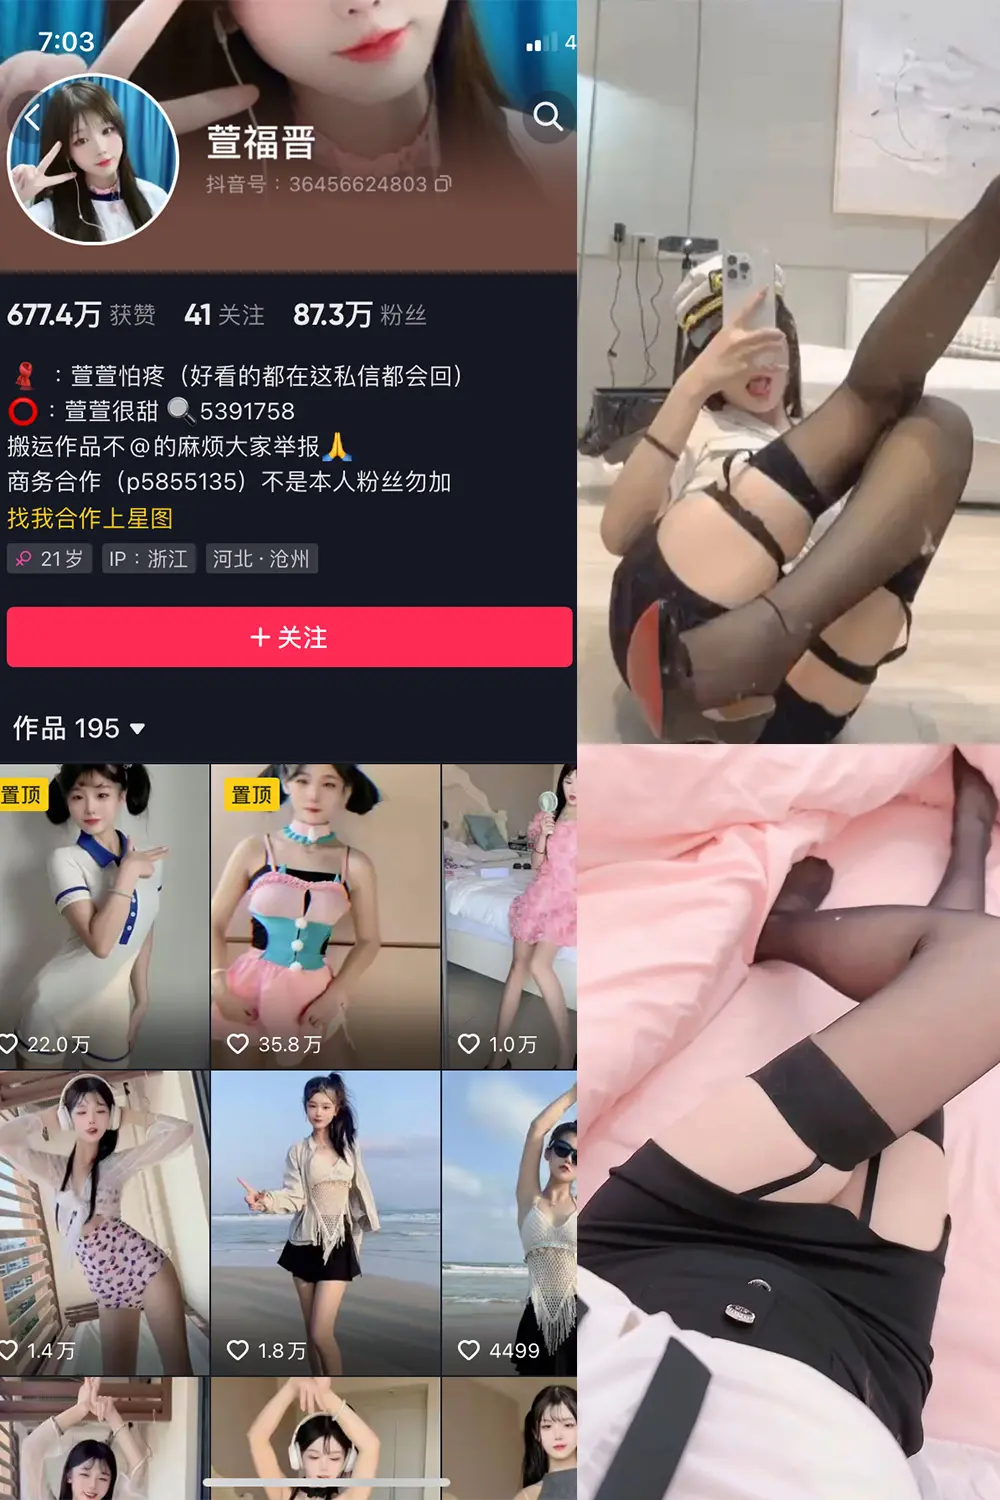 7:03
4
萱福晋
抖音号：36456624803
677.4万 获赞 41 关注 87.3万 粉丝
：萱萱怕疼（好看的都在这私信都会回）
：萱萱很甜 5391758
搬运作品不@的麻烦大家举报
商务合作（p5855135）不是本人粉丝勿加
找我合作上星图
21岁 IP：浙江 河北·沧州
+ 关注
作品 195
置顶 置顶
22.0万 35.8万 1.0万
1.4万 1.8万 4499